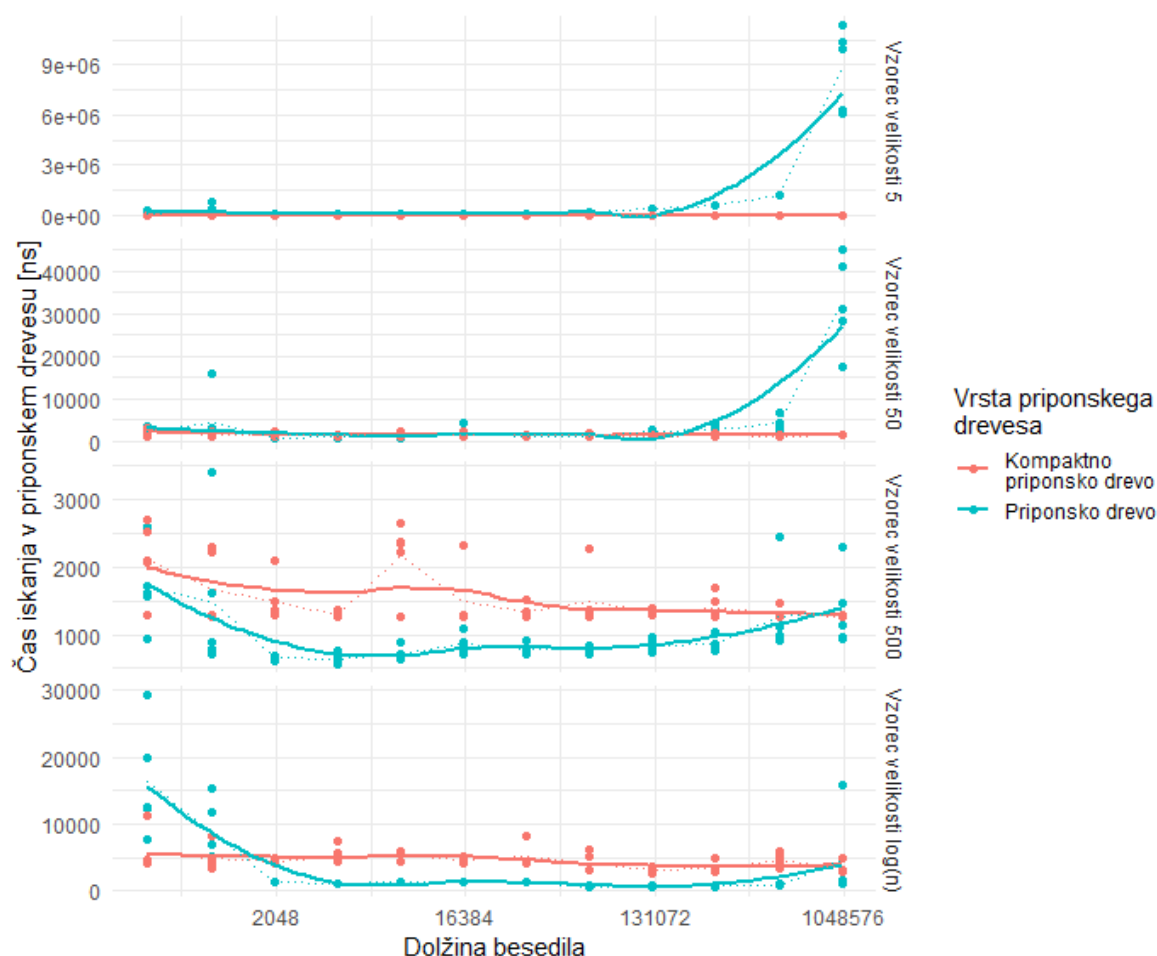 9e+06
6e+06
3e+06
0e+00
Vzorec velikosti 5
40000
30000
20000
10000
0
Vzorec velikosti 50
3000
2000
1000
Vzorec velikosti 500
30000
20000
10000
0
Vzorec velikosti log(n)
Čas iskanja v priponskem drevesu [ns]
2048
16384
131072
1048576
Dolžina besedila
Vrsta priponskega
drevesa
Kompaktno
priponsko drevo
Priponsko drevo